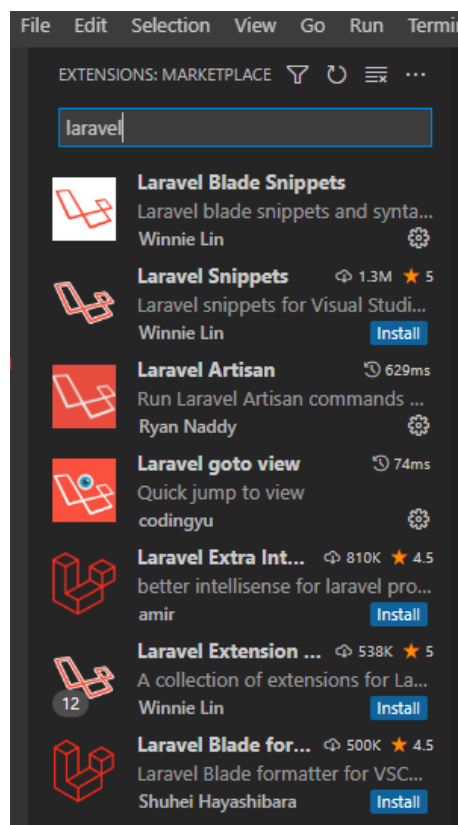 File Edit Selection View Go Run Termi
EXTENSIONS: MARKETPLACE
laravel
Laravel Blade Snippets
Laravel blade snippets and synta...
Winnie Lin
Laravel Snippets 1.3M 5
Laravel snippets for Visual Studi...
Winnie Lin Install
Laravel Artisan 629ms
Run Laravel Artisan commands ...
Ryan Naddy
Laravel goto view 74ms
Quick jump to view
codingyu
Laravel Extra Int... 810K 4.5
better intellisense for laravel pro...
amir Install
Laravel Extension ... 538K 5
A collection of extensions for La...
12 Winnie Lin Install
Laravel Blade for... 500K 4.5
Laravel Blade formatter for VSC...
Shuhei Hayashibara Install